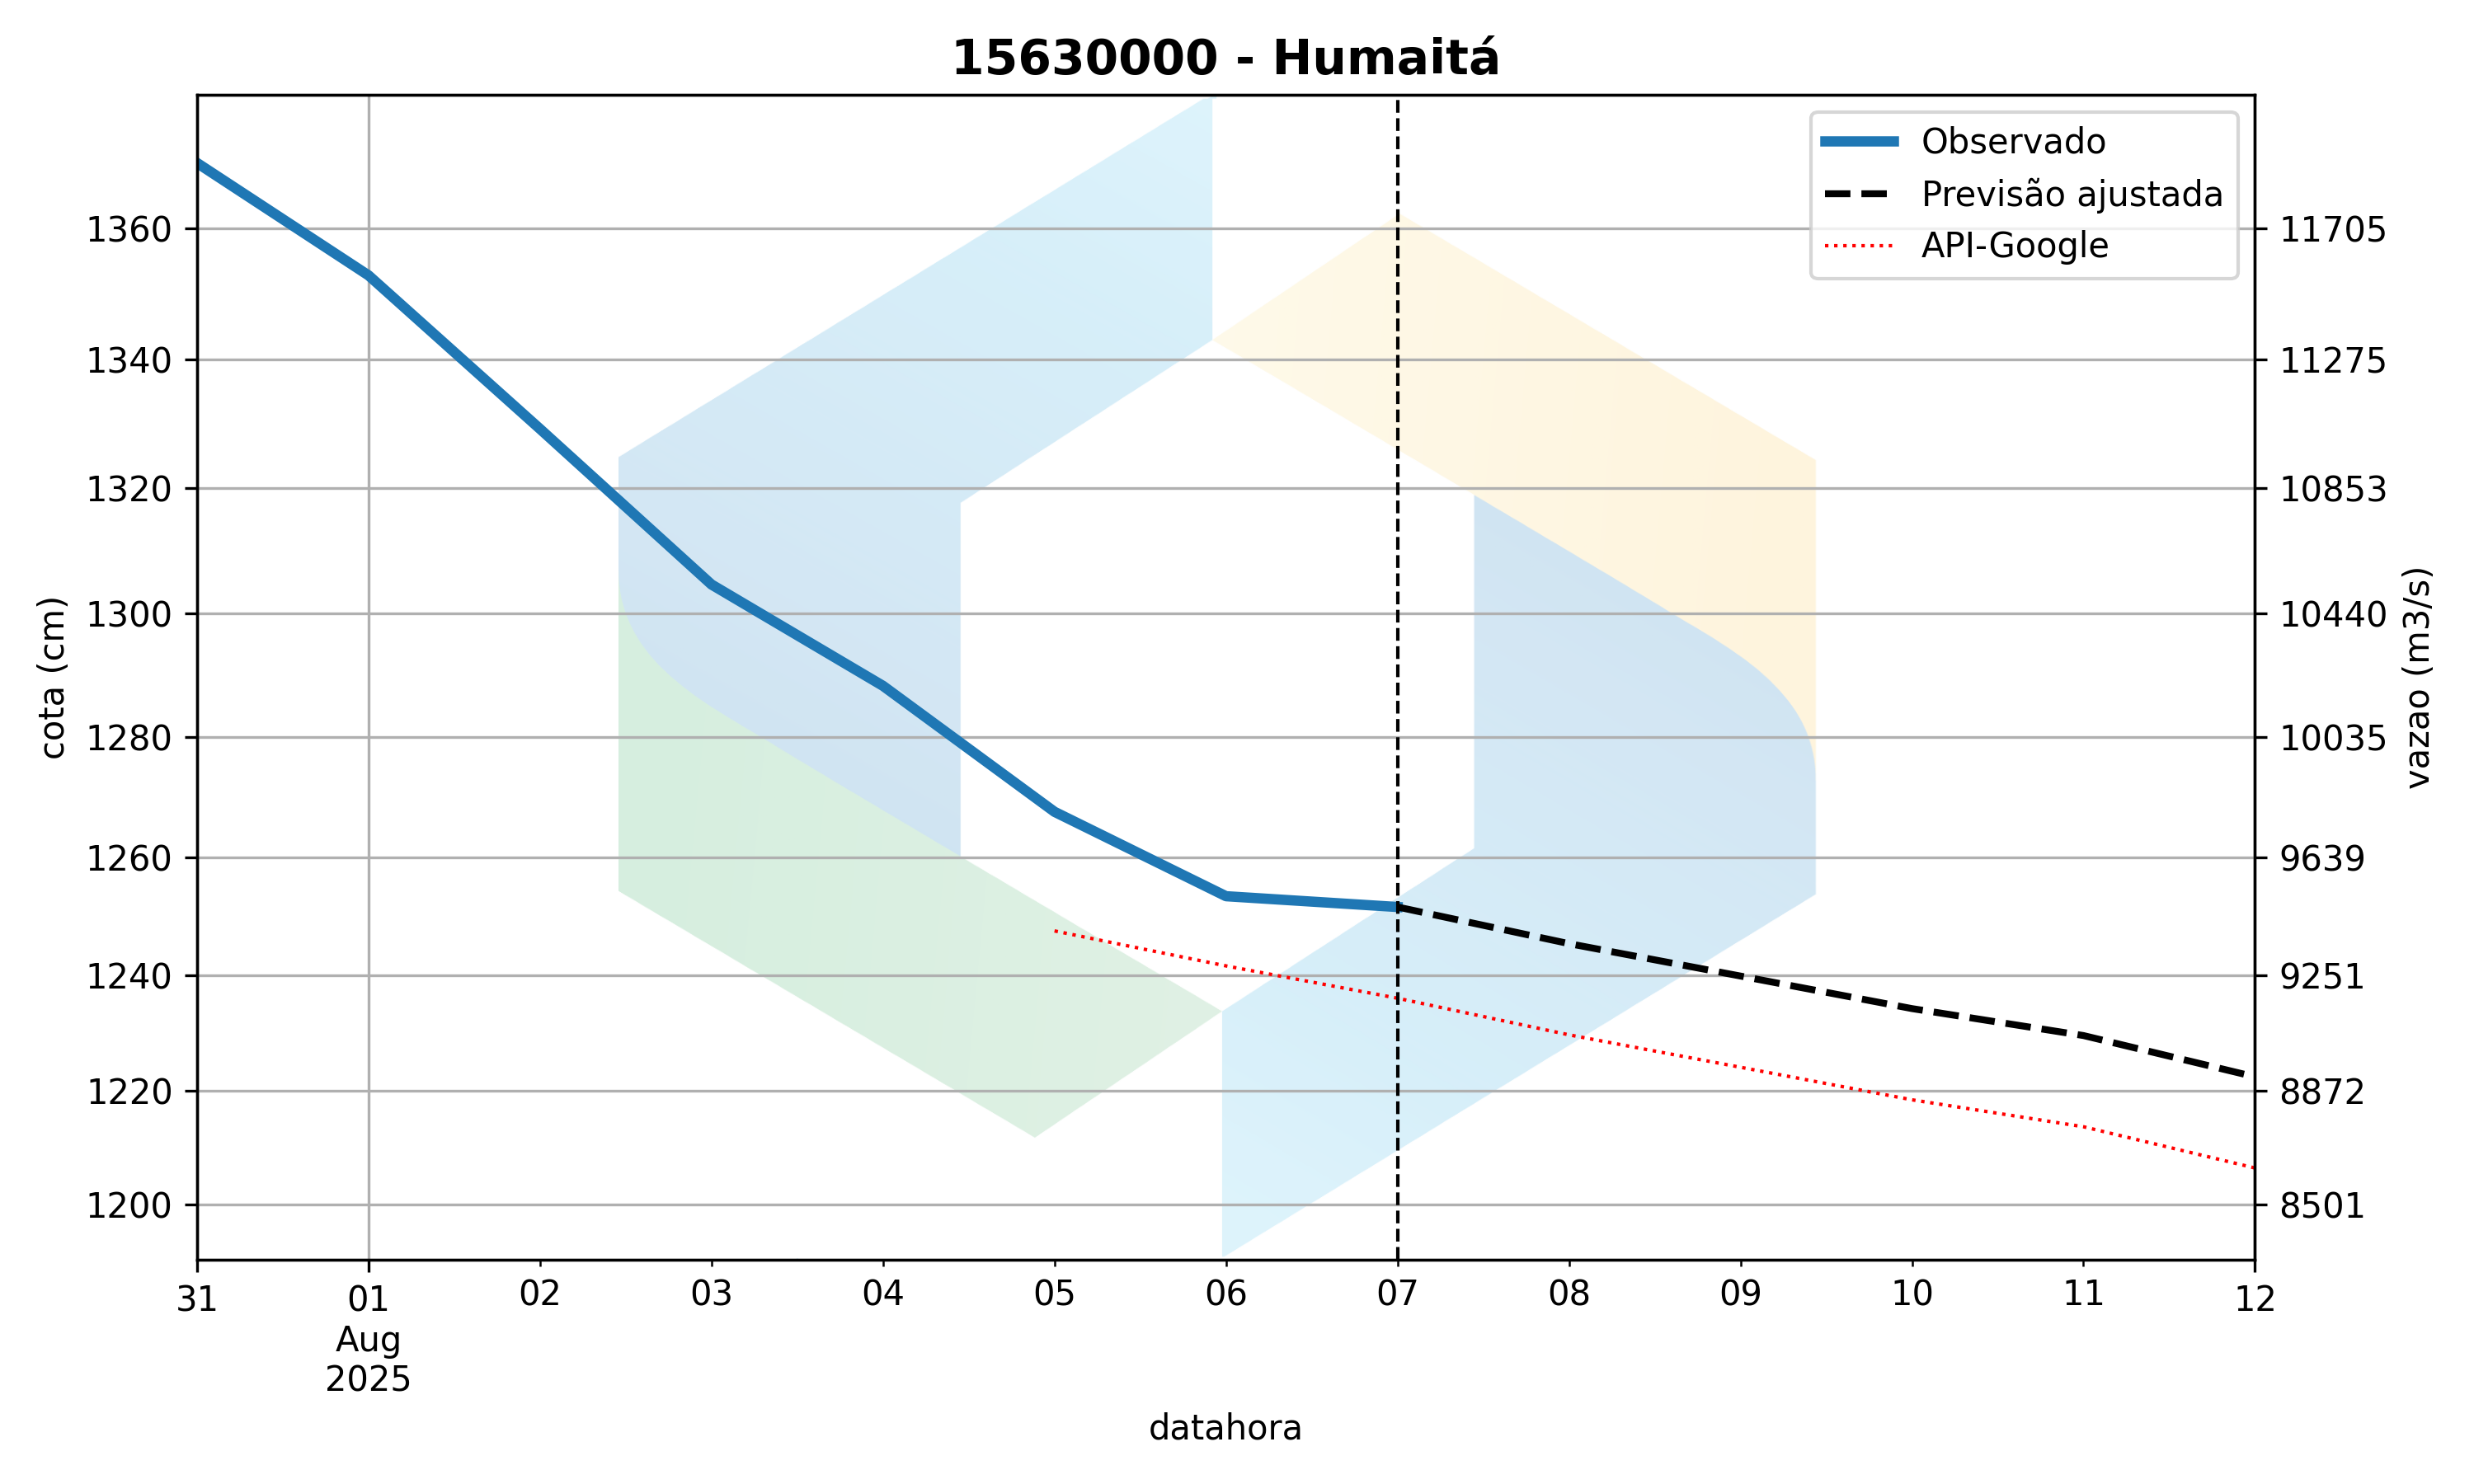 15630000 - Humaitá
Observado
Previsão ajustada
API-Google
1360
1340
1320
1300
1280
1260
1240
1220
1200
cota (cm)
11705
11275
10853
10440
10035
9639
9251
8872
8501
vazao (m3/s)
31 01 02 03 04 05 06 07 08 09 10 11 12
Aug
2025
datahora